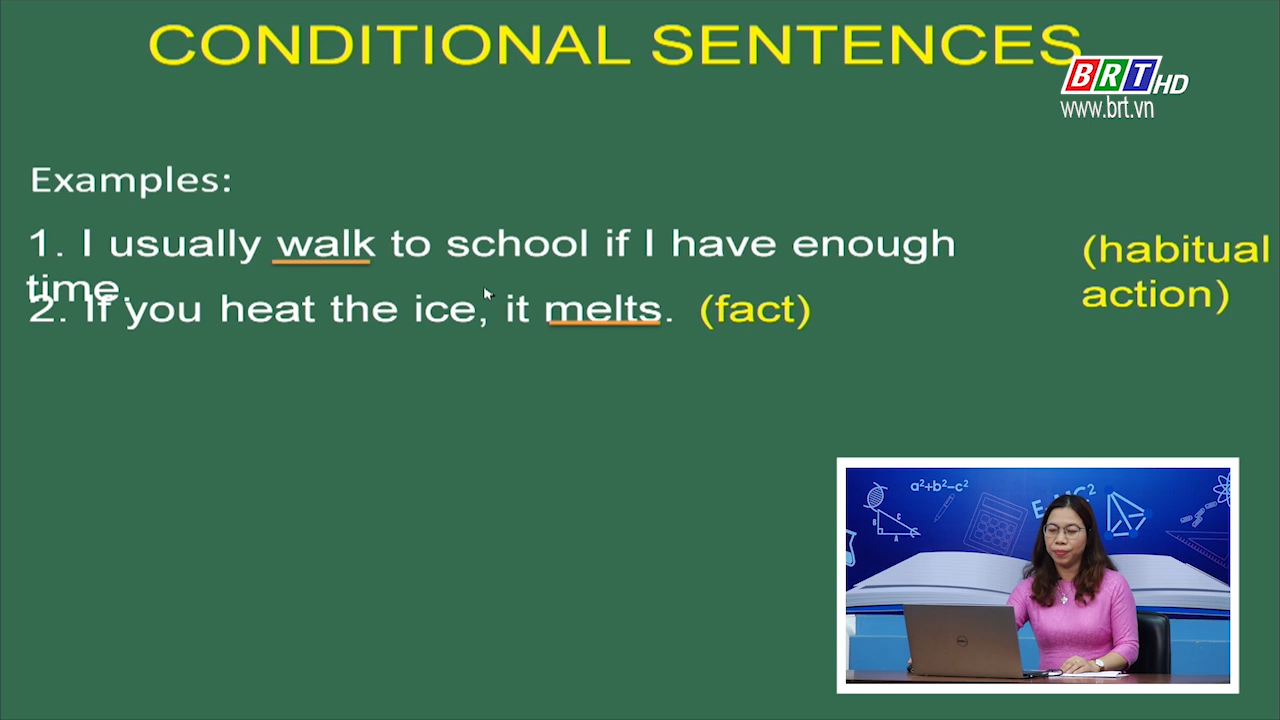 CONDITIONAL SENTENCES
BRT HD
www.brt.vn
Examples:
1. I usually walk to school if I have enough
time.
(habitual
action)
2. If you heat the ice, it melts. (fact)
a²+b²–c²
B
C
A